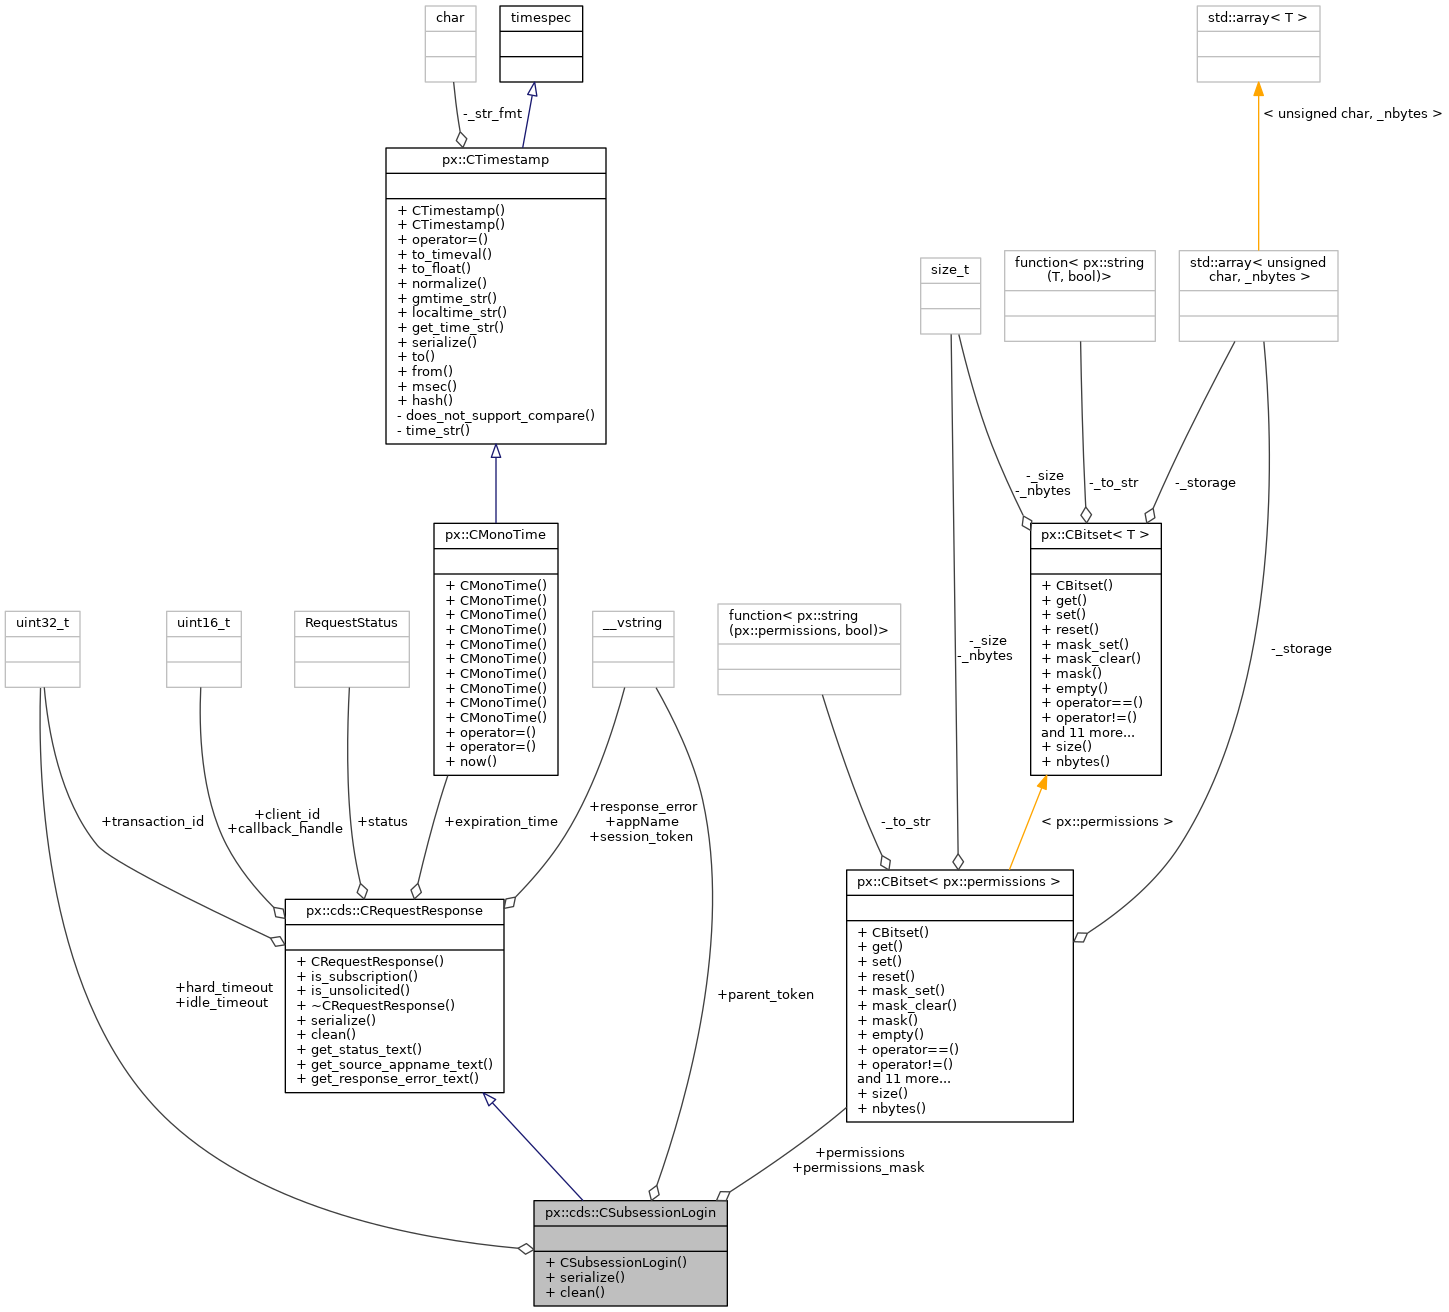 char
timespec
std::array< T >
-_str_fmt
< unsigned char, _nbytes >
px::CTimestamp
+ CTimestamp()
+ CTimestamp()
+ operator=()
+ to_timeval()
+ to_float()
+ normalize()
+ gmtime_str()
+ localtime_str()
+ get_time_str()
+ serialize()
+ to()
+ from()
+ msec()
+ hash()
- does_not_support_compare()
- time_str()
size_t
function< px::string
(T, bool)>
std::array< unsigned
char, _nbytes >
-_size
-_nbytes
-_to_str
-_storage
px::CMonoTime
+ CMonoTime()
+ CMonoTime()
+ CMonoTime()
+ CMonoTime()
+ CMonoTime()
+ CMonoTime()
+ CMonoTime()
+ CMonoTime()
+ CMonoTime()
+ CMonoTime()
+ operator=()
+ operator=()
+ now()
px::CBitset< T >
+ CBitset()
+ get()
+ set()
+ reset()
+ mask_set()
+ mask_clear()
+ mask()
+ empty()
+ operator==()
+ operator!=()
and 11 more...
+ size()
+ nbytes()
uint32_t
uint16_t
RequestStatus
__vstring
function< px::string
(px::permissions, bool)>
-_size
-_nbytes
-_storage
+transaction_id
+client_id
+callback_handle
+status
+expiration_time
+response_error
+appName
+session_token
-_to_str
< px::permissions >
px::cds::CRequestResponse
+ CRequestResponse()
+ is_subscription()
+ is_unsolicited()
+ ~CRequestResponse()
+ serialize()
+ clean()
+ get_status_text()
+ get_source_appname_text()
+ get_response_error_text()
px::CBitset< px::permissions >
+ CBitset()
+ get()
+ set()
+ reset()
+ mask_set()
+ mask_clear()
+ mask()
+ empty()
+ operator==()
+ operator!=()
and 11 more...
+ size()
+ nbytes()
+hard_timeout
+idle_timeout
+parent_token
+permissions
+permissions_mask
px::cds::CSubsessionLogin
+ CSubsessionLogin()
+ serialize()
+ clean()